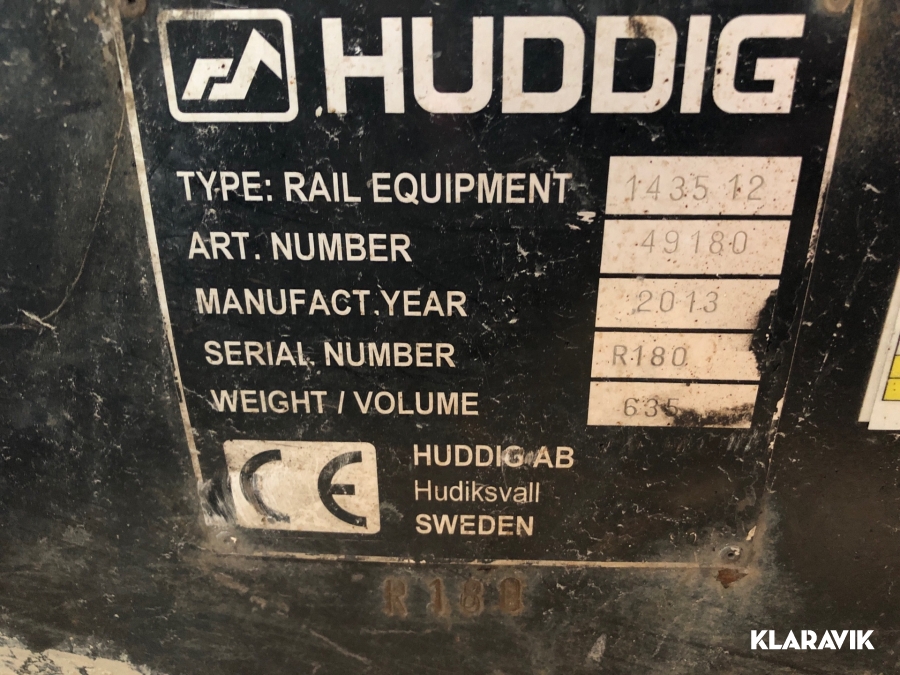 HUDDIG
TYPE: RAIL EQUIPMENT 1435 12
ART. NUMBER 49180
MANUFACT.YEAR 2013
SERIAL NUMBER R180
WEIGHT / VOLUME 635
CE
HUDDIG AB
Hudiksvall
SWEDEN
R180
KLARAVIK